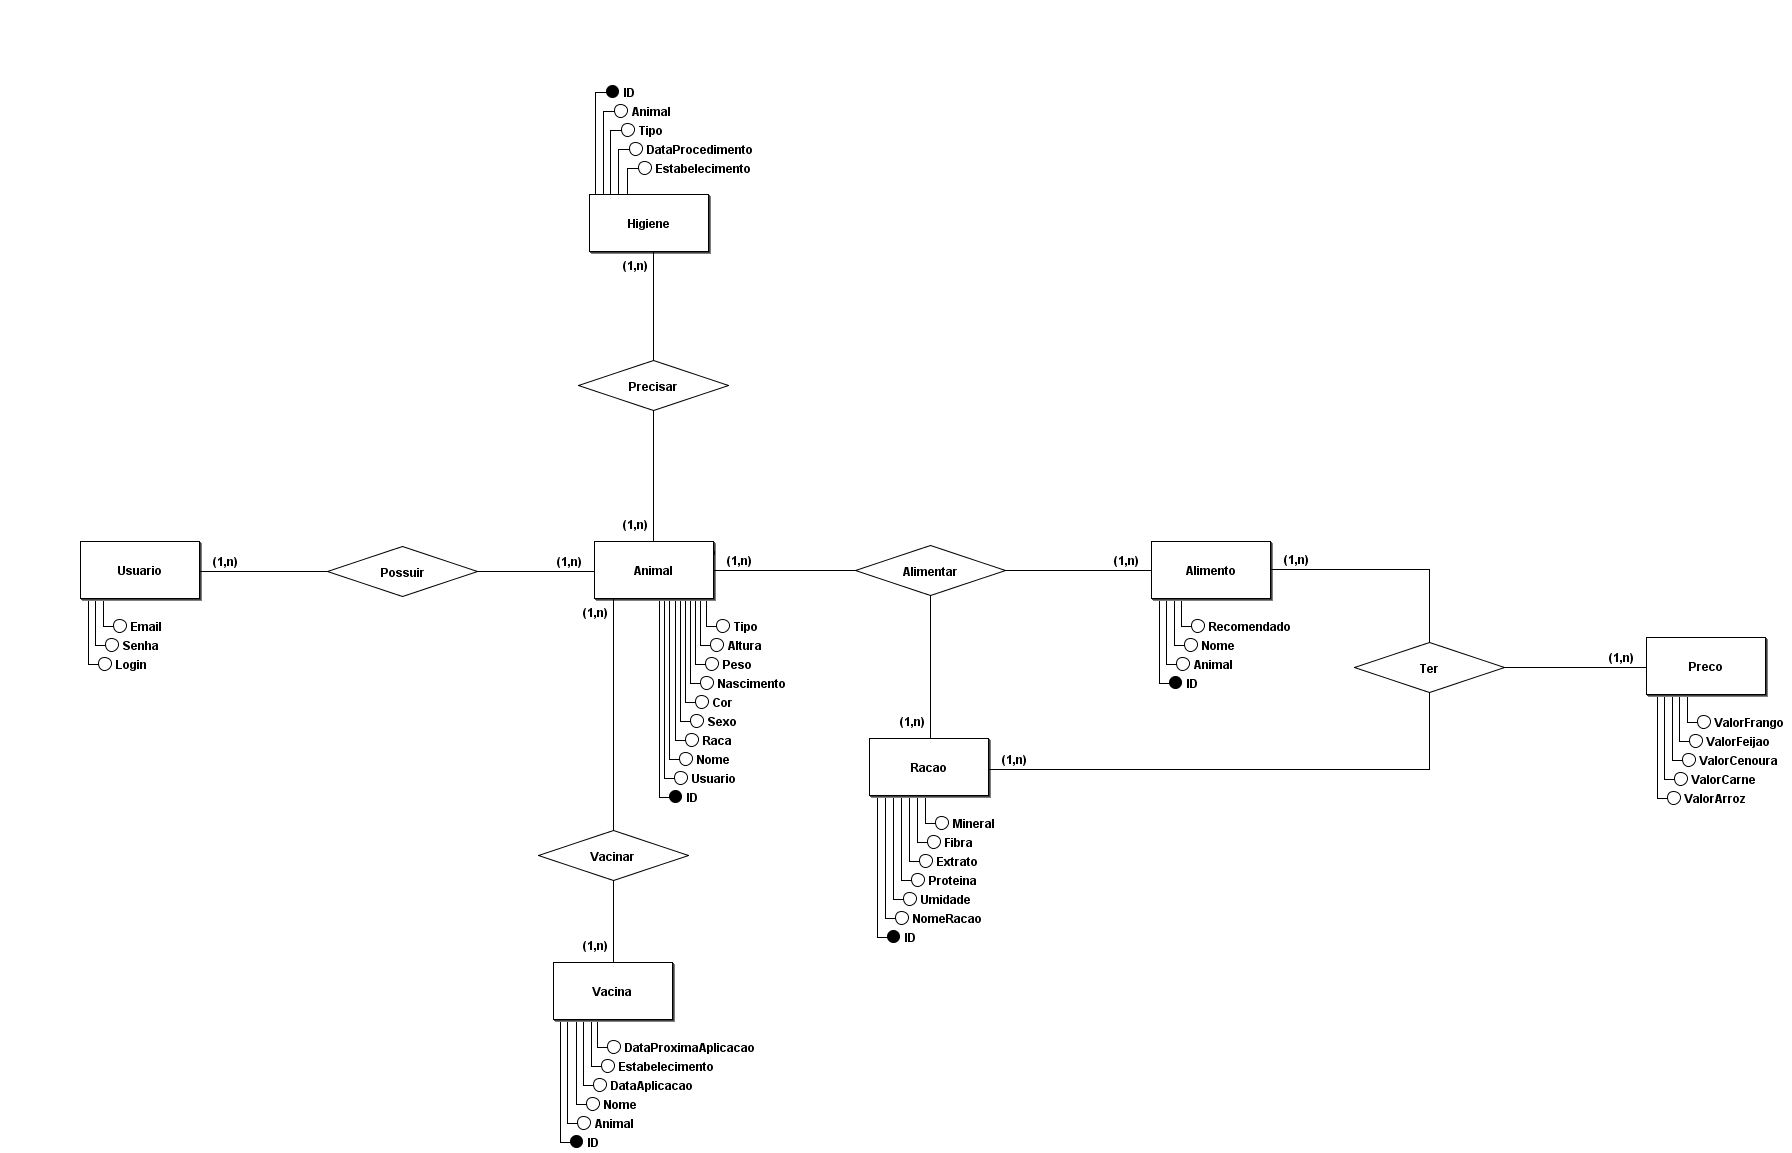 ID
Animal
Tipo
DataProcedimento
Estabelecimento
Higiene
(1,n)
Precisar
(1,n)
Usuario
(1,n)
Possuir
(1,n)
Animal
(1,n)
Alimentar
(1,n)
Alimento
(1,n)
Email
Senha
Login
(1,n)
Tipo
Altura
Peso
Nascimento
Cor
Sexo
Raca
Nome
Usuario
ID
Recomendado
Nome
Animal
ID
Ter
(1,n)
Preco
ValorFrango
ValorFeijao
ValorCenoura
ValorCarne
ValorArroz
(1,n)
Racao
(1,n)
Mineral
Fibra
Extrato
Proteina
Umidade
NomeRacao
ID
Vacinar
(1,n)
Vacina
DataProximaAplicacao
Estabelecimento
DataAplicacao
Nome
Animal
ID